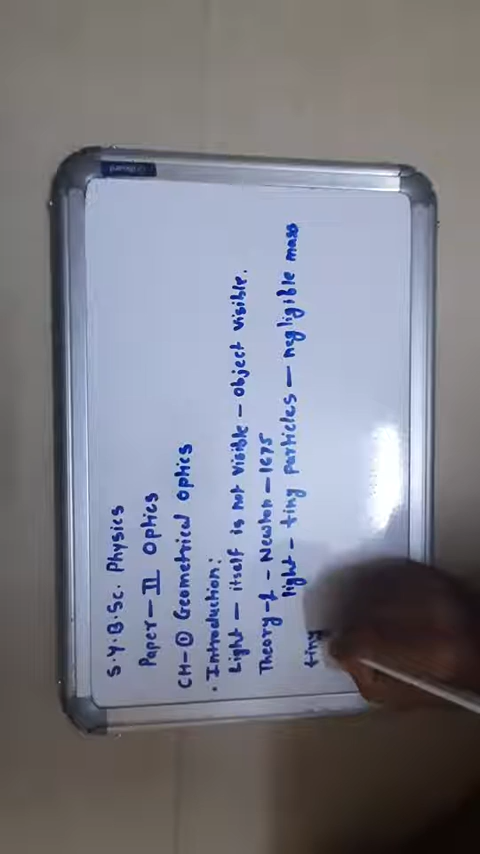 S.Y.B.Sc. Physics
Paper-II Optics
CH-① Geometrical optics
• Introduction:
Light - itself is not visible - object visible.
Theory-1 - Newton - 1675
light - tiny particles - negligible mass
tiny